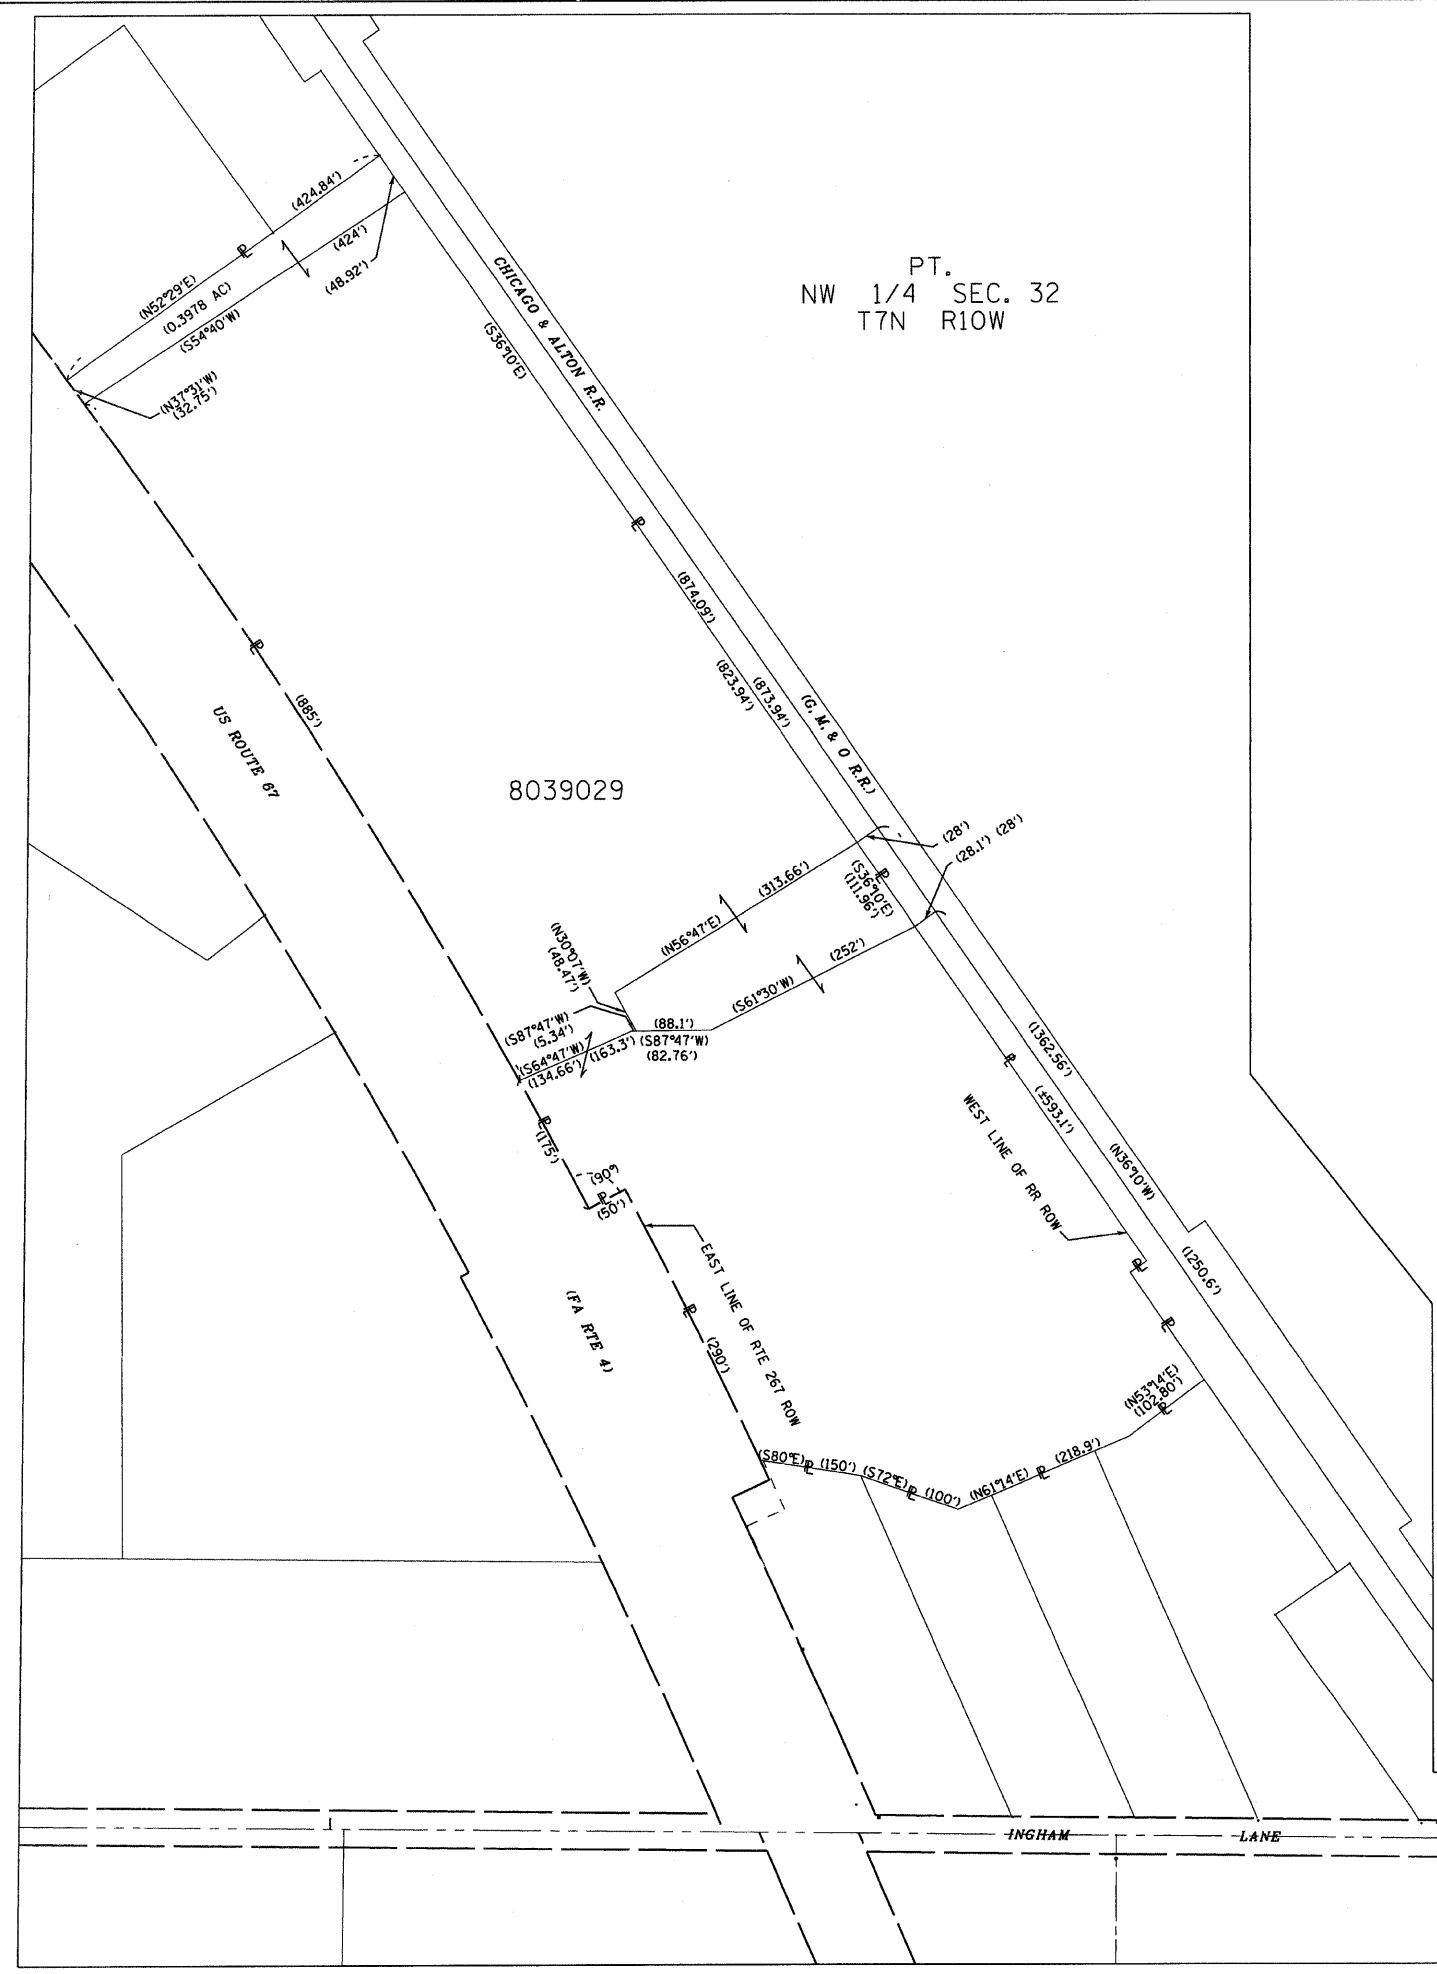 PT.
NW 1/4 SEC. 32
T7N R10W
(424.84')
(N52°29'E)
(0.3978 AC)
(S54°40'W)
(424')
(48.92')
(N37°31'W)
(32.75')
CHICAGO & ALTON R.R.
(S36°10'E)
(874.09')
(823.94')
(873.94')
(G. M. & O R.R.)
(885')
US ROUTE 67
8039029
(28')
(28.1') (28')
(313.66')
(S36°10'E)
(111.96')
(N56°47'E)
(252')
(S61°30'W)
(N30°07'W)
(48.47')
(S87°47'W)
(5.34')
(88.1')
(S87°47'W)
(82.76')
(S64°47'W)
(134.66')
(163.3')
(175')
(90°)
(50')
(1362.56')
(±593.1')
(N36°10'W)
WEST LINE OF RR ROW
(1250.6')
EAST LINE OF RTE 267 ROW
(FA RTE 4)
(290')
(N53°14'E)
(102.80')
(S80°E) (150') (S72°E) (100') (N61°14'E) (218.9')
INGHAM LANE